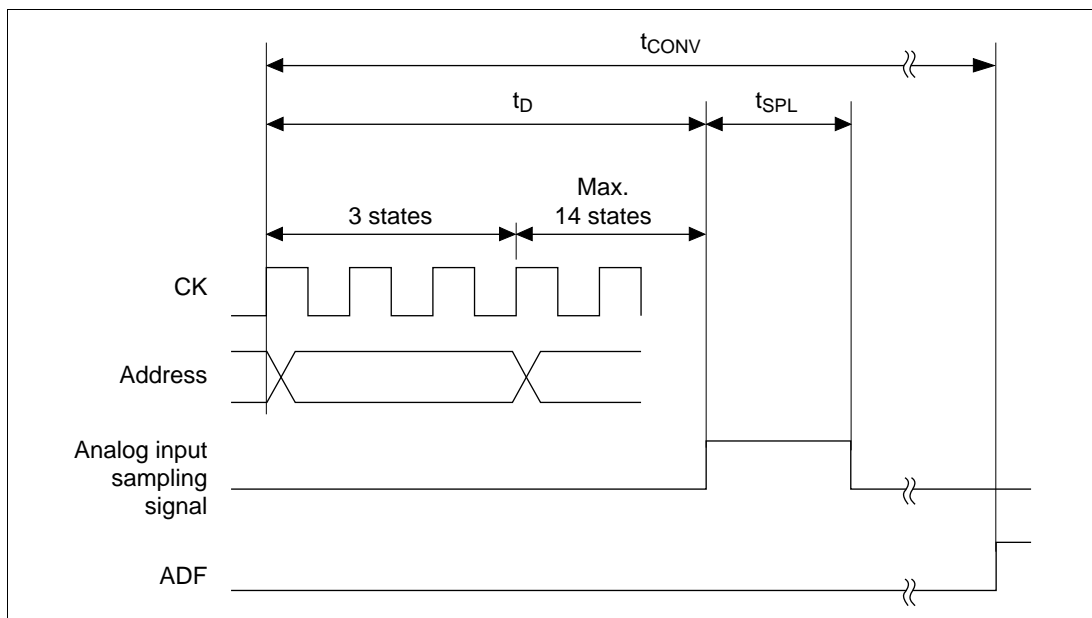 tCONV
tD
tSPL
Max.
3 states
14 states
CK
Address
Analog input
sampling
signal
ADF